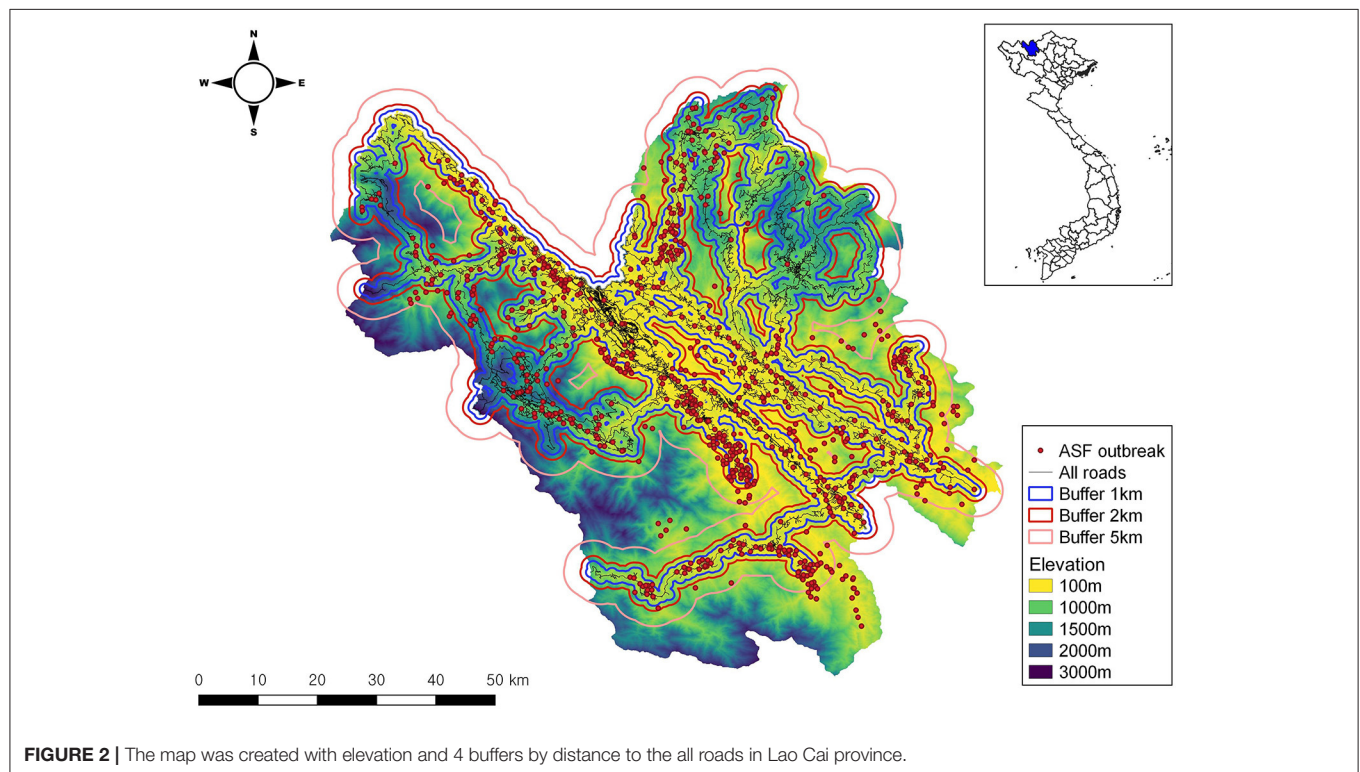 N
W E
S
ASF outbreak
All roads
Buffer 1km
Buffer 2km
Buffer 5km
Elevation
100m
1000m
1500m
2000m
3000m
0 10 20 30 40 50 km
FIGURE 2 | The map was created with elevation and 4 buffers by distance to the all roads in Lao Cai province.